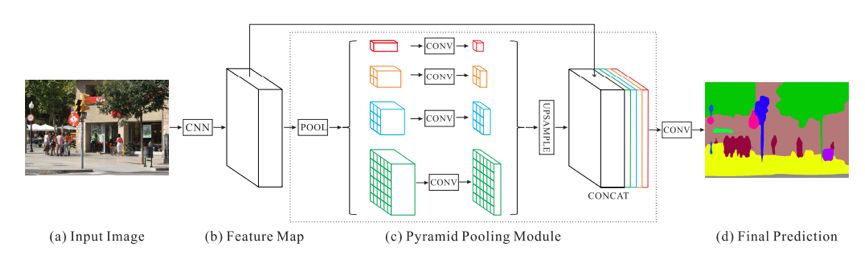 CNN
POOL
CONV
CONV
CONV
CONV
UPSAMPLE
CONCAT
CONV
(a) Input Image
(b) Feature Map
(c) Pyramid Pooling Module
(d) Final Prediction